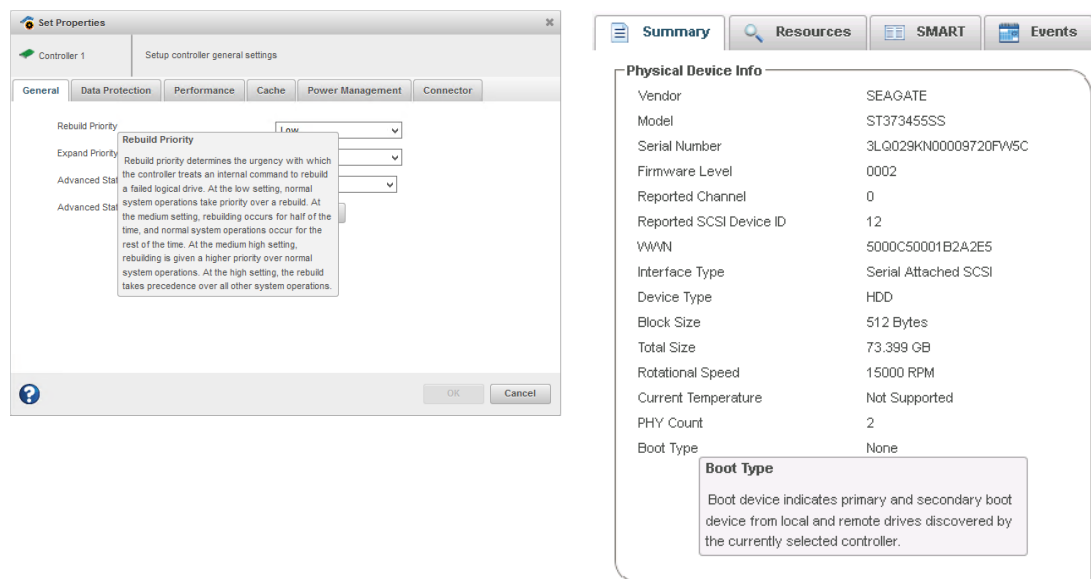 Set Properties
Controller 1
Setup controller general settings
General Data Protection Performance Cache Power Management Connector
Rebuild Priority
Low
Expand Priority
Advanced Stat
Advanced Stat
Rebuild Priority
Rebuild priority determines the urgency with which
the controller treats an internal command to rebuild
a failed logical drive. At the low setting, normal
system operations take priority over a rebuild. At
the medium setting, rebuilding occurs for half of the
time, and normal system operations occur for the
rest of the time. At the medium high setting,
rebuilding is given a higher priority over normal
system operations. At the high setting, the rebuild
takes precedence over all other system operations.
OK Cancel
Summary Resources SMART Events
Physical Device Info
Vendor SEAGATE
Model ST373455SS
Serial Number 3LQ029KN00009720FW5C
Firmware Level 0002
Reported Channel 0
Reported SCSI Device ID 12
WWN 5000C50001B2A2E5
Interface Type Serial Attached SCSI
Device Type HDD
Block Size 512 Bytes
Total Size 73.399 GB
Rotational Speed 15000 RPM
Current Temperature Not Supported
PHY Count 2
Boot Type None
Boot Type
Boot device indicates primary and secondary boot
device from local and remote drives discovered by
the currently selected controller.